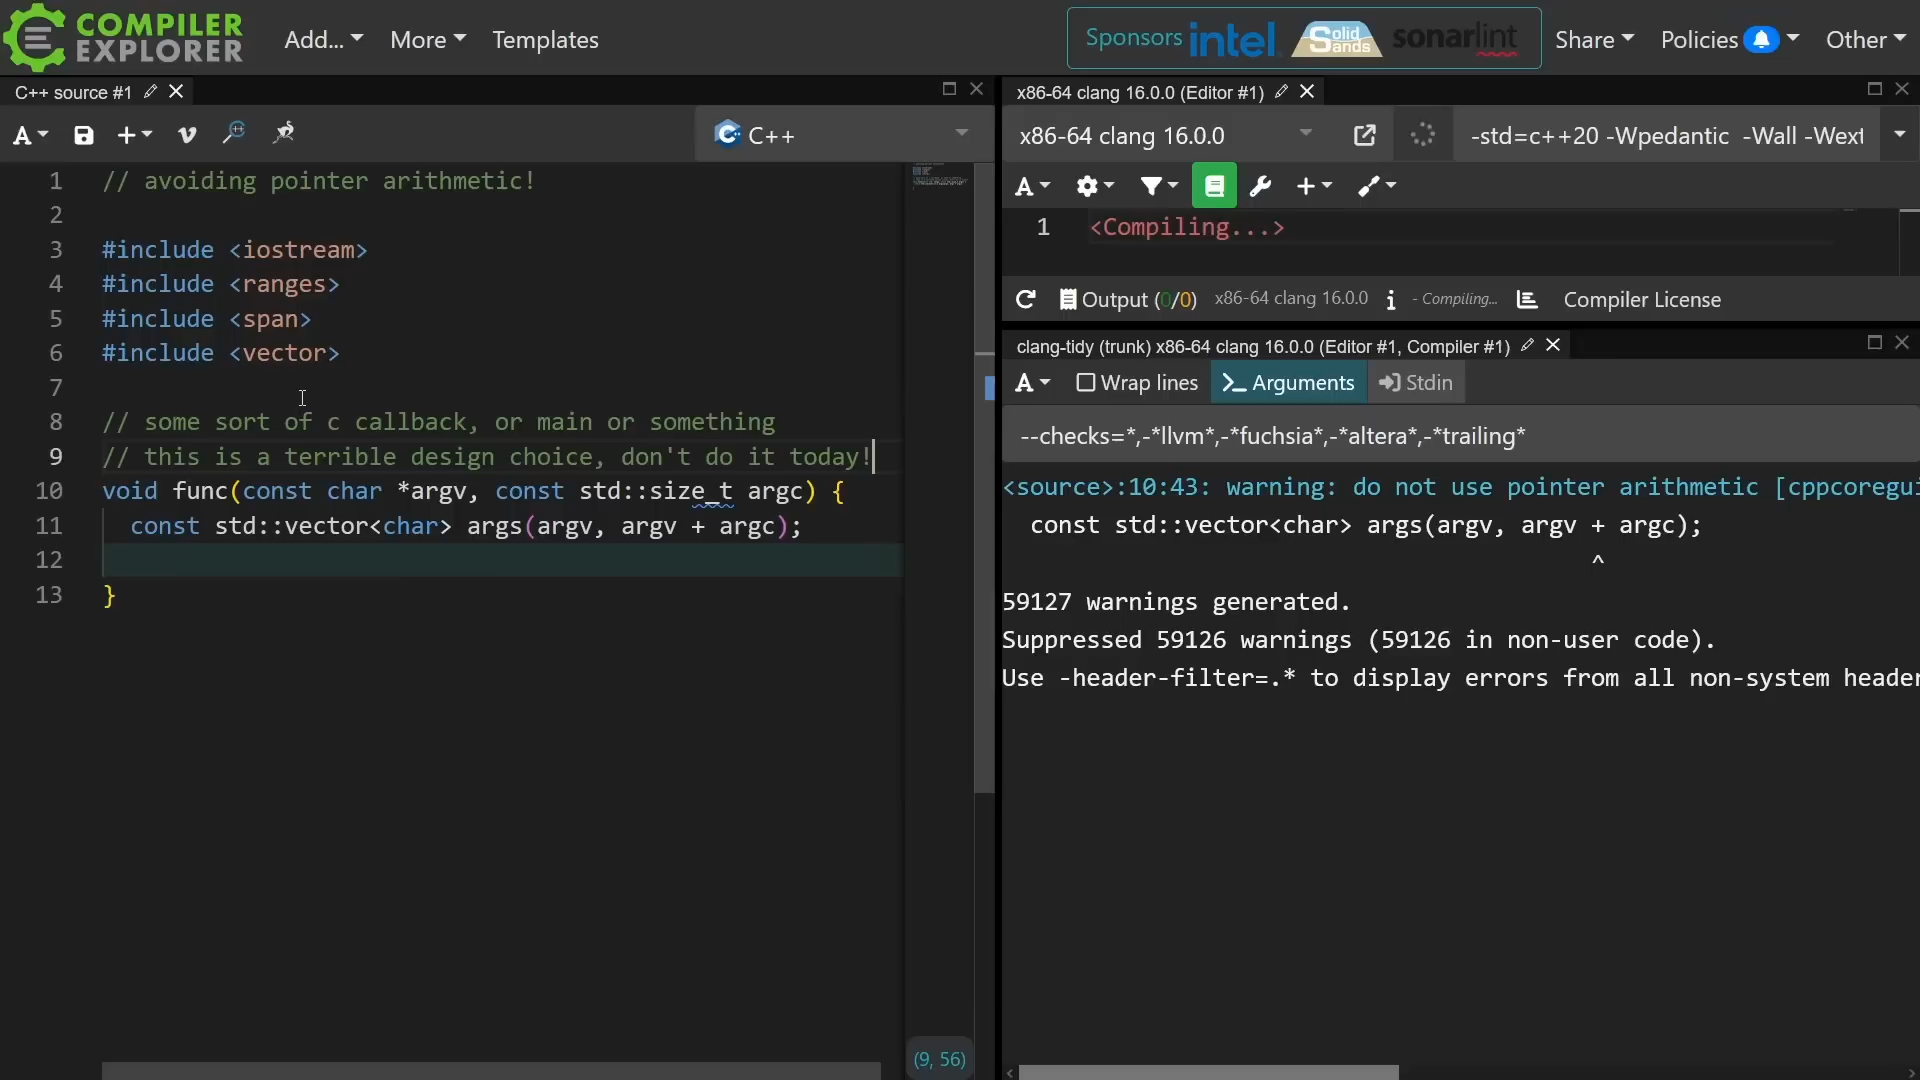 COMPILER
EXPLORER
Add...
More
Templates
Sponsors intel. Solid Sands sonarlint
Share
Policies
Other
C++ source #1
A
C++
1 // avoiding pointer arithmetic!
2
3 #include <iostream>
4 #include <ranges>
5 #include <span>
6 #include <vector>
7
8 // some sort of c callback, or main or something
9 // this is a terrible design choice, don't do it today!
10 void func(const char *argv, const std::size_t argc) {
11 const std::vector<char> args(argv, argv + argc);
12
13 }
(9, 56)
x86-64 clang 16.0.0 (Editor #1)
x86-64 clang 16.0.0
-std=c++20 -Wpedantic -Wall -Wext
A
1 <Compiling...>
Output (0/0) x86-64 clang 16.0.0 i - Compiling... Compiler License
clang-tidy (trunk) x86-64 clang 16.0.0 (Editor #1, Compiler #1)
A Wrap lines Arguments Stdin
--checks=*,-*llvm*,-*fuchsia*,-*altera*,-*trailing*
<source>:10:43: warning: do not use pointer arithmetic [cppcoregui
const std::vector<char> args(argv, argv + argc);
^
59127 warnings generated.
Suppressed 59126 warnings (59126 in non-user code).
Use -header-filter=.* to display errors from all non-system header